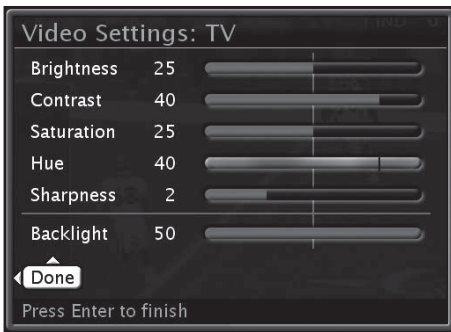 Video Settings: TV
Brightness 25
Contrast 40
Saturation 25
Hue 40
Sharpness 2
Backlight 50
Done
Press Enter to finish